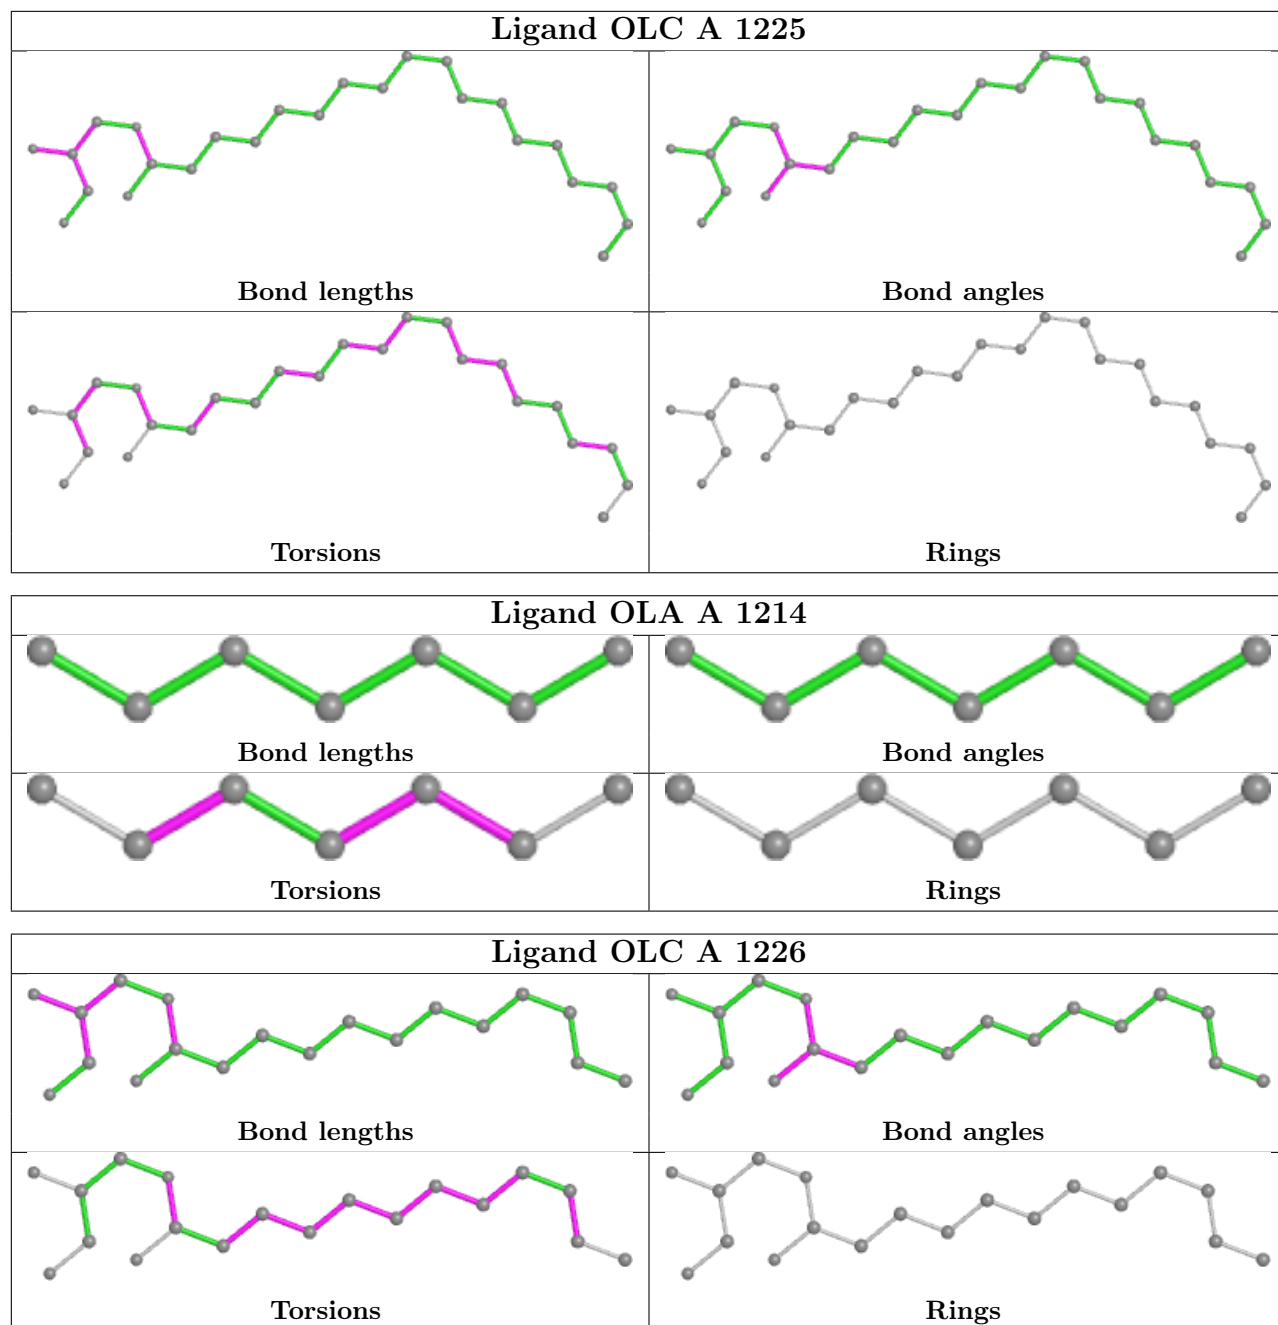 Ligand OLC A 1225
Bond lengths
Bond angles
Torsions
Rings
Ligand OLA A 1214
Bond lengths
Bond angles
Torsions
Rings
Ligand OLC A 1226
Bond lengths
Bond angles
Torsions
Rings